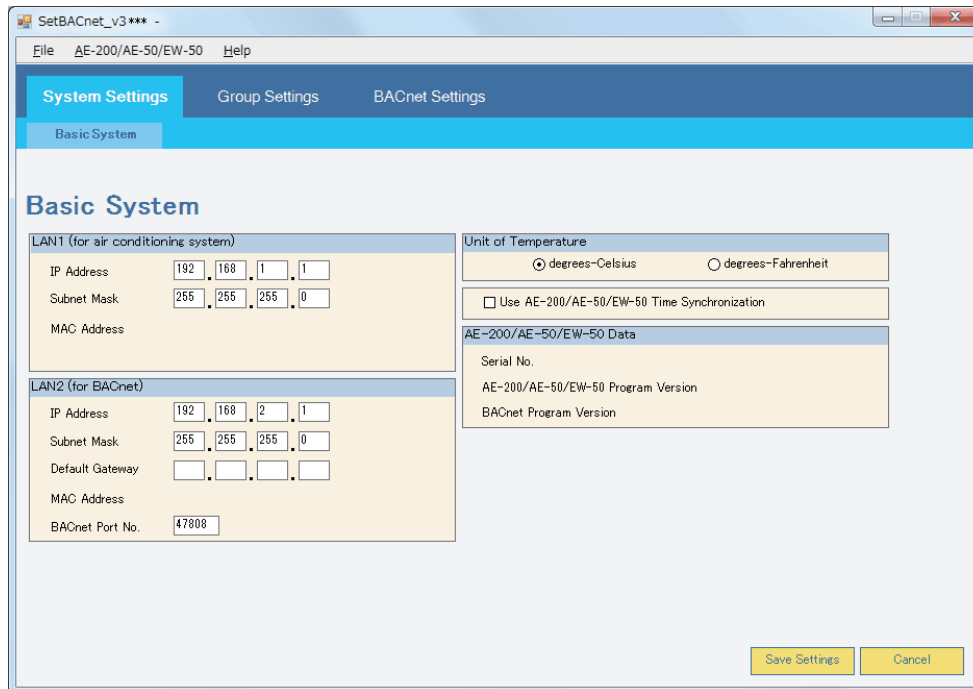 SetBACnet_v3*** -
File AE-200/AE-50/EW-50 Help
System Settings Group Settings BACnet Settings
Basic System
Basic System
LAN1 (for air conditioning system)
IP Address 192 . 168 . 1 . 1
Subnet Mask 255 . 255 . 255 . 0
MAC Address
LAN2 (for BACnet)
IP Address 192 . 168 . 2 . 1
Subnet Mask 255 . 255 . 255 . 0
Default Gateway . . .
MAC Address
BACnet Port No. 47808
Unit of Temperature
degrees-Celsius degrees-Fahrenheit
Use AE-200/AE-50/EW-50 Time Synchronization
AE-200/AE-50/EW-50 Data
Serial No.
AE-200/AE-50/EW-50 Program Version
BACnet Program Version
Save Settings Cancel